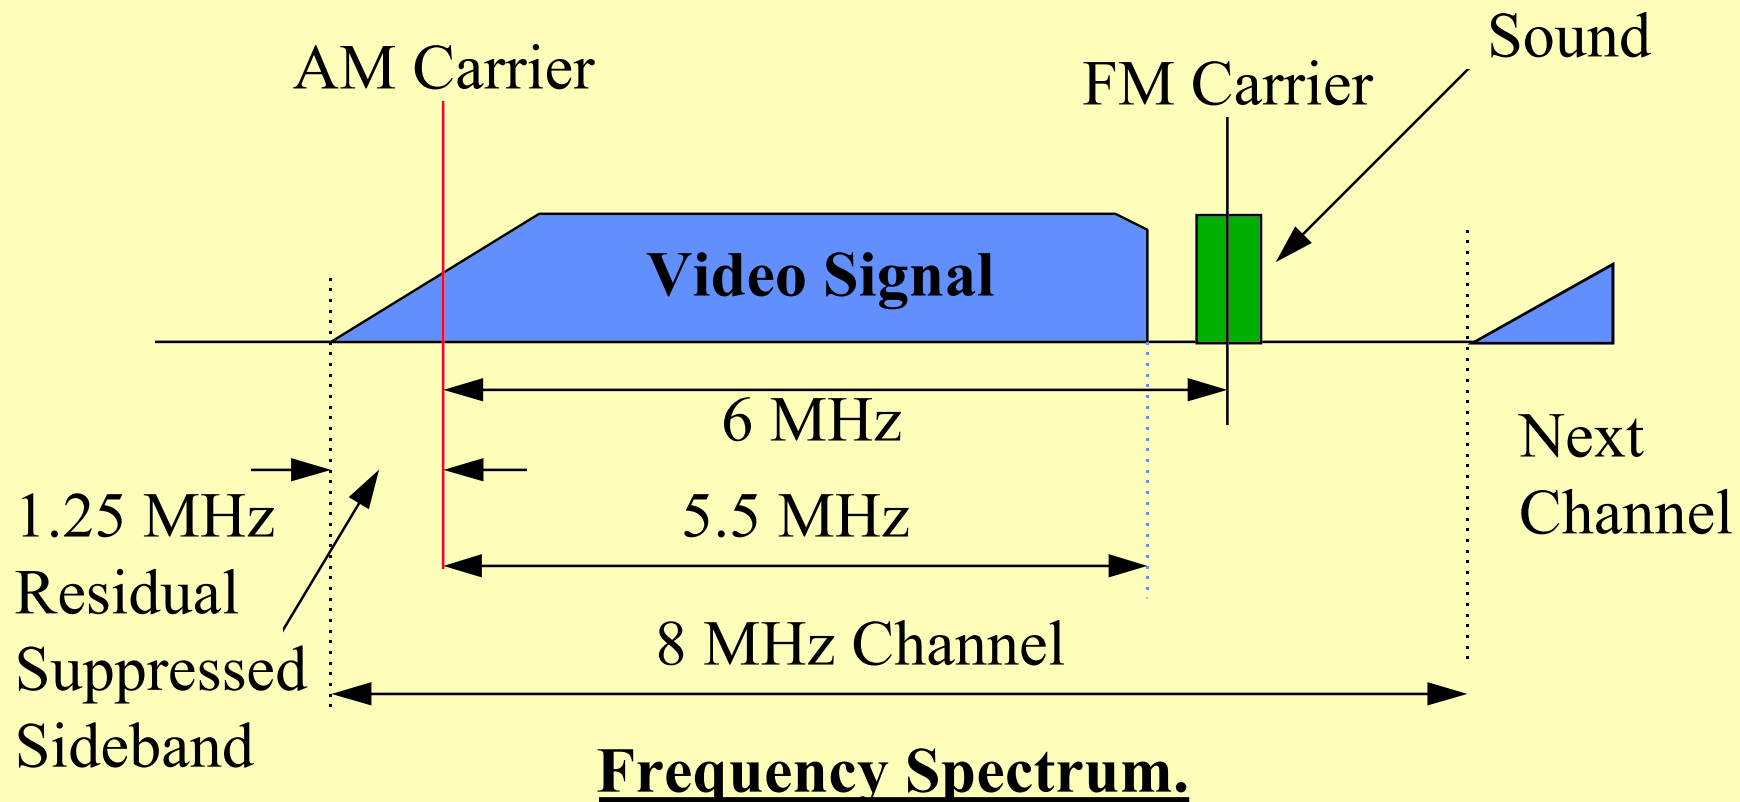 Sound
AM Carrier
FM Carrier
Video Signal
6 MHz
Next
Channel
1.25 MHz
Residual
Suppressed
Sideband
5.5 MHz
8 MHz Channel
Frequency Spectrum.